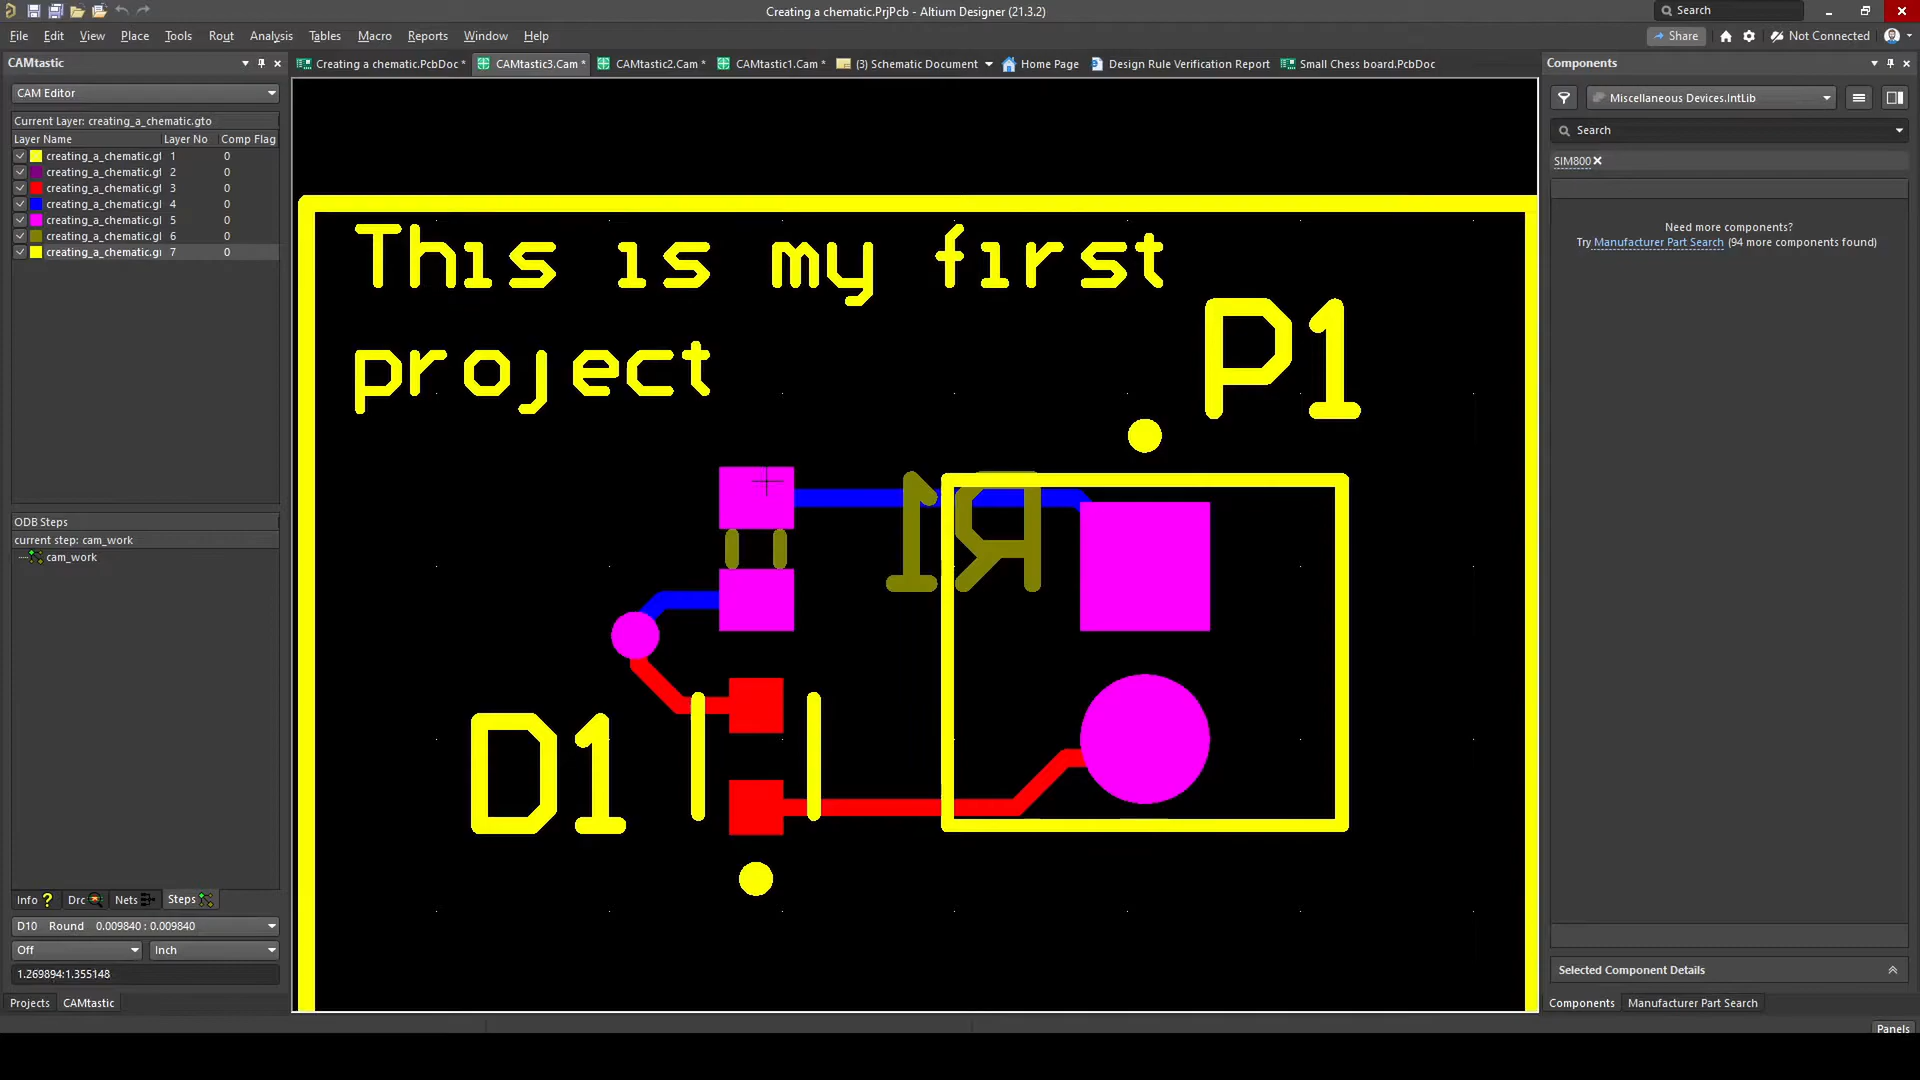 Creating a chematic.PrjPcb - Altium Designer (21.3.2)
Search
File Edit View Place Tools Rout Analysis Tables Macro Reports Window Help
Share
Not Connected
CAMtastic
Creating a chematic.PcbDoc *
CAMtastic3.Cam *
CAMtastic2.Cam *
CAMtastic1.Cam *
(3) Schematic Document
Home Page
Design Rule Verification Report
Small Chess board.PcbDoc
Components
CAM Editor
Miscellaneous Devices.IntLib
Current Layer: creating_a_chematic.gto
Search
Layer Name Layer No Comp Flag
creating_a_chematic.gt 1 0
creating_a_chematic.gt 2 0
creating_a_chematic.gt 3 0
creating_a_chematic.gl 4 0
creating_a_chematic.gl 5 0
creating_a_chematic.gl 6 0
creating_a_chematic.gi 7 0
SIM800
Need more components?
Try Manufacturer Part Search (94 more components found)
This is my first
project
P1
R1
D1
ODB Steps
current step: cam_work
cam_work
Info ? Drc Nets Steps
D10 Round 0.009840 : 0.009840
Off Inch
1.269894:1.355148
Projects CAMtastic
Selected Component Details
Components Manufacturer Part Search
Panels